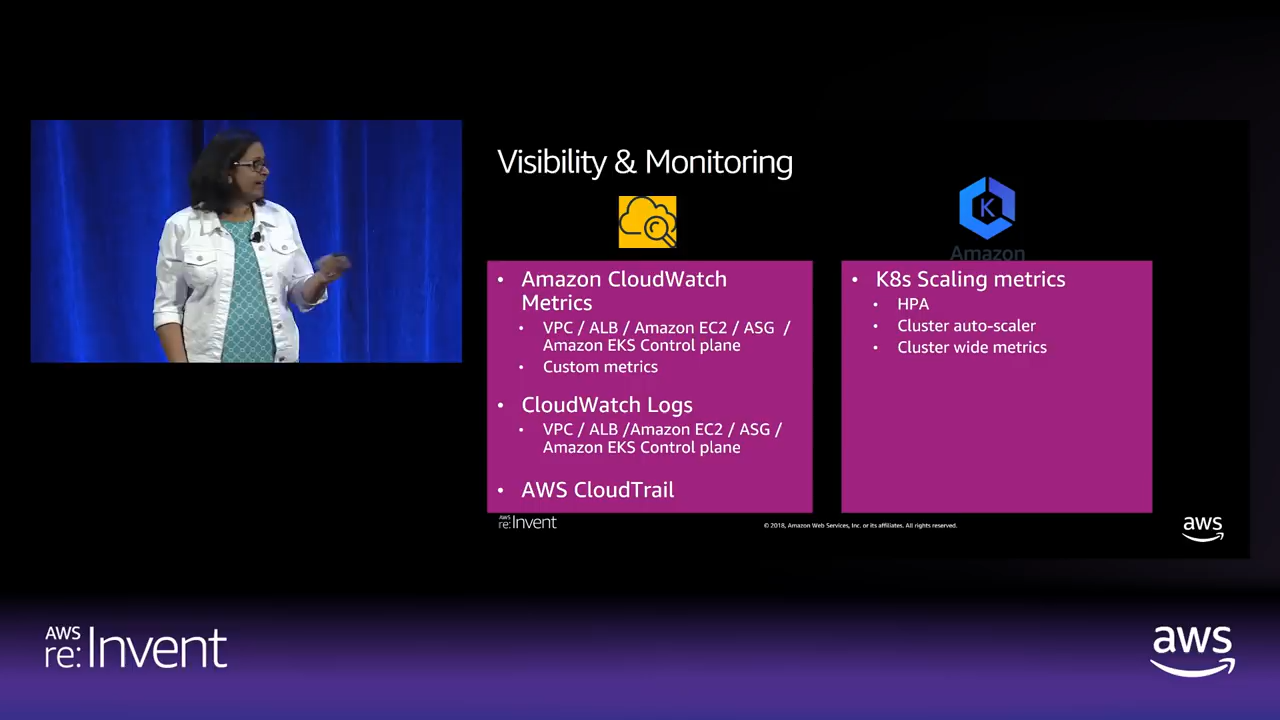 Visibility & Monitoring
K
Amazon
• Amazon CloudWatch
Metrics
• VPC / ALB / Amazon EC2 / ASG /
Amazon EKS Control plane
• Custom metrics
• CloudWatch Logs
• VPC / ALB /Amazon EC2 / ASG /
Amazon EKS Control plane
• AWS CloudTrail
• K8s Scaling metrics
• HPA
• Cluster auto-scaler
• Cluster wide metrics
AWS
re:Invent
© 2018, Amazon Web Services, Inc. or its affiliates. All rights reserved.
aws
AWS
re:Invent
aws